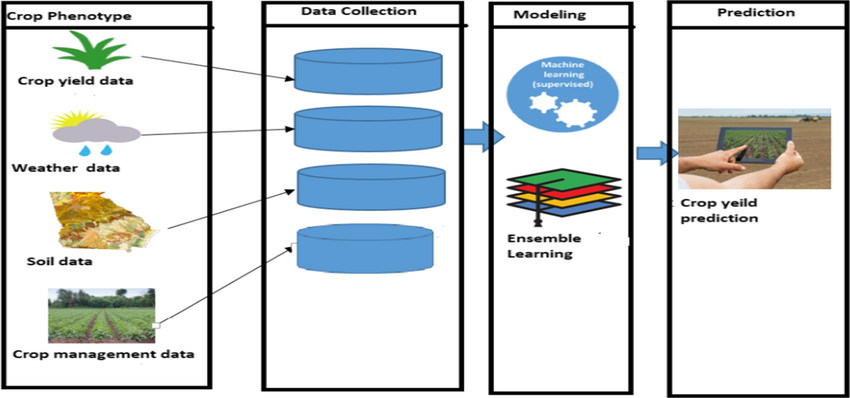 Crop Phenotype
Crop yield data
Weather data
Soil data
Crop management data
Data Collection
Modeling
Machine
learning
(supervised)
Ensemble
Learning
Prediction
Crop yeild
prediction